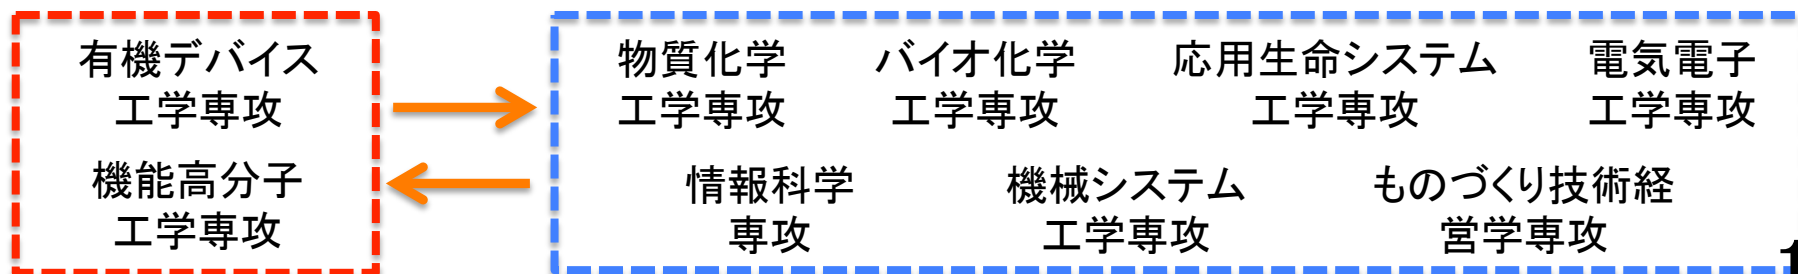 有機デバイス
工学専攻
機能高分子
工学専攻
物質化学
工学専攻
バイオ化学
工学専攻
応用生命システム
工学専攻
電気電子
工学専攻
情報科学
専攻
機械システム
工学専攻
ものづくり技術経
営学専攻